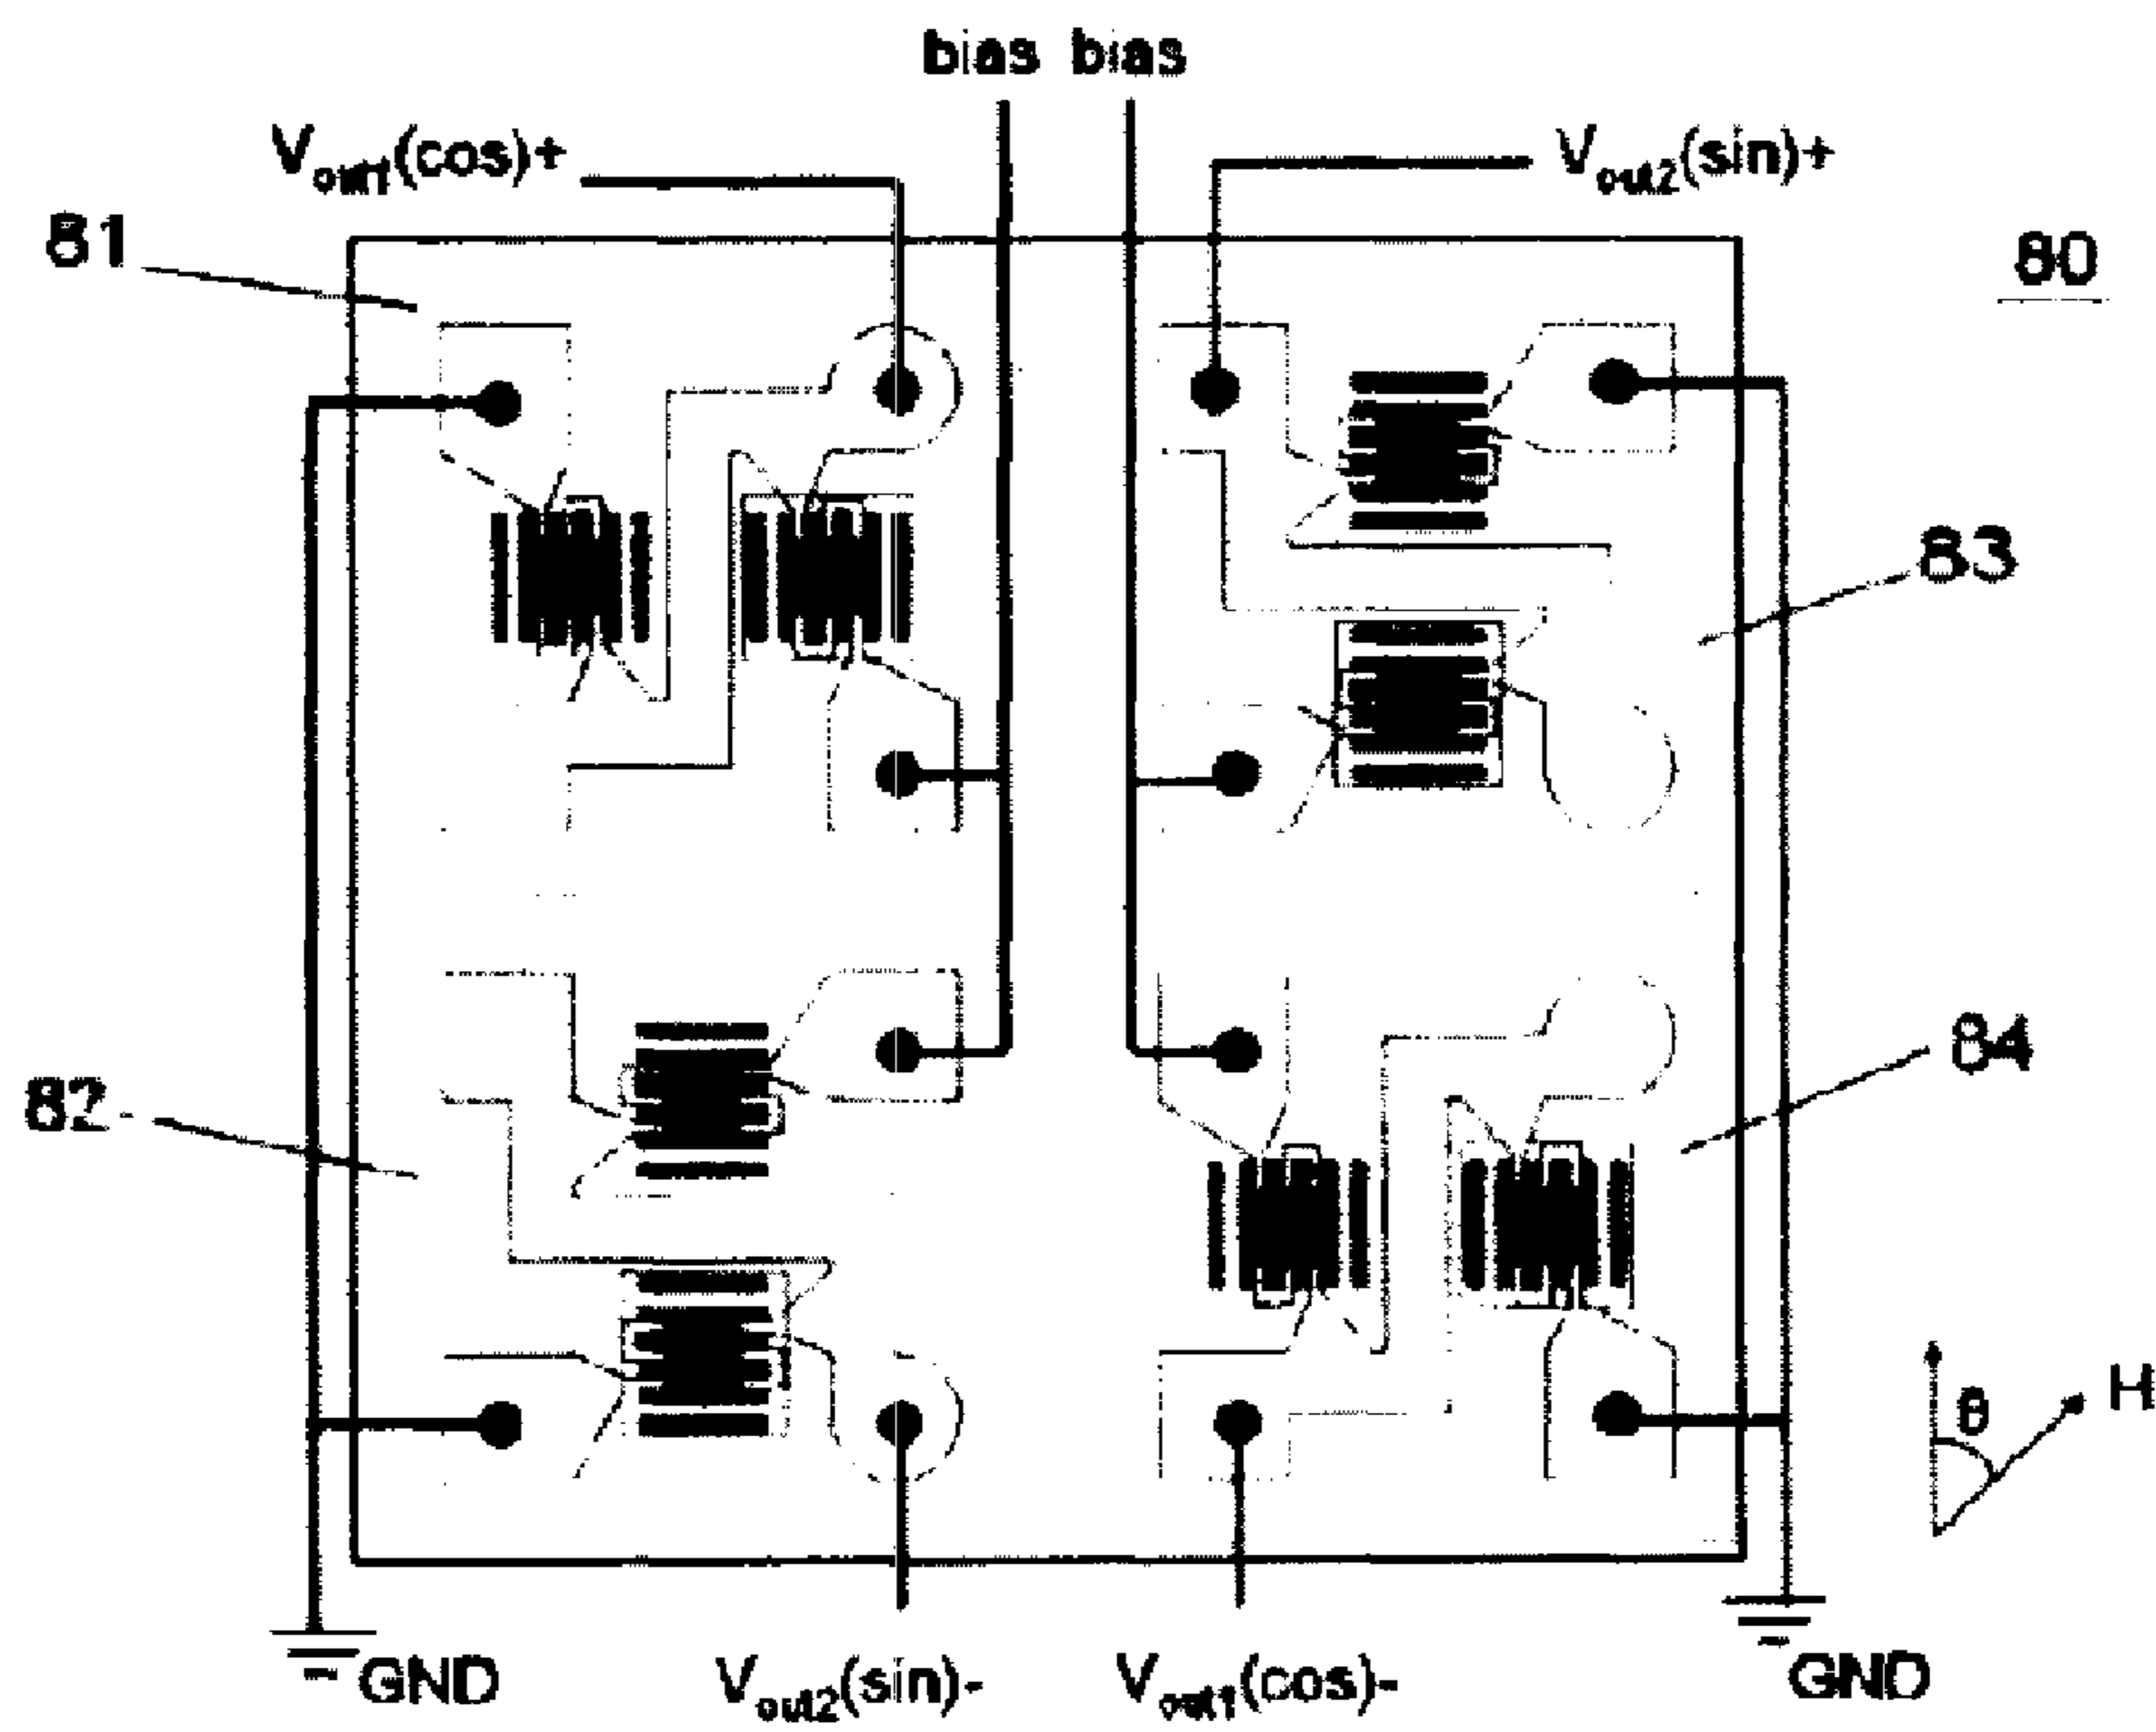 bias bias
Vout1(cos)+
Vout2(sin)+
81
80
83
84
82
θ
H
GND
Vout2(sin)-
Vout1(cos)-
GND